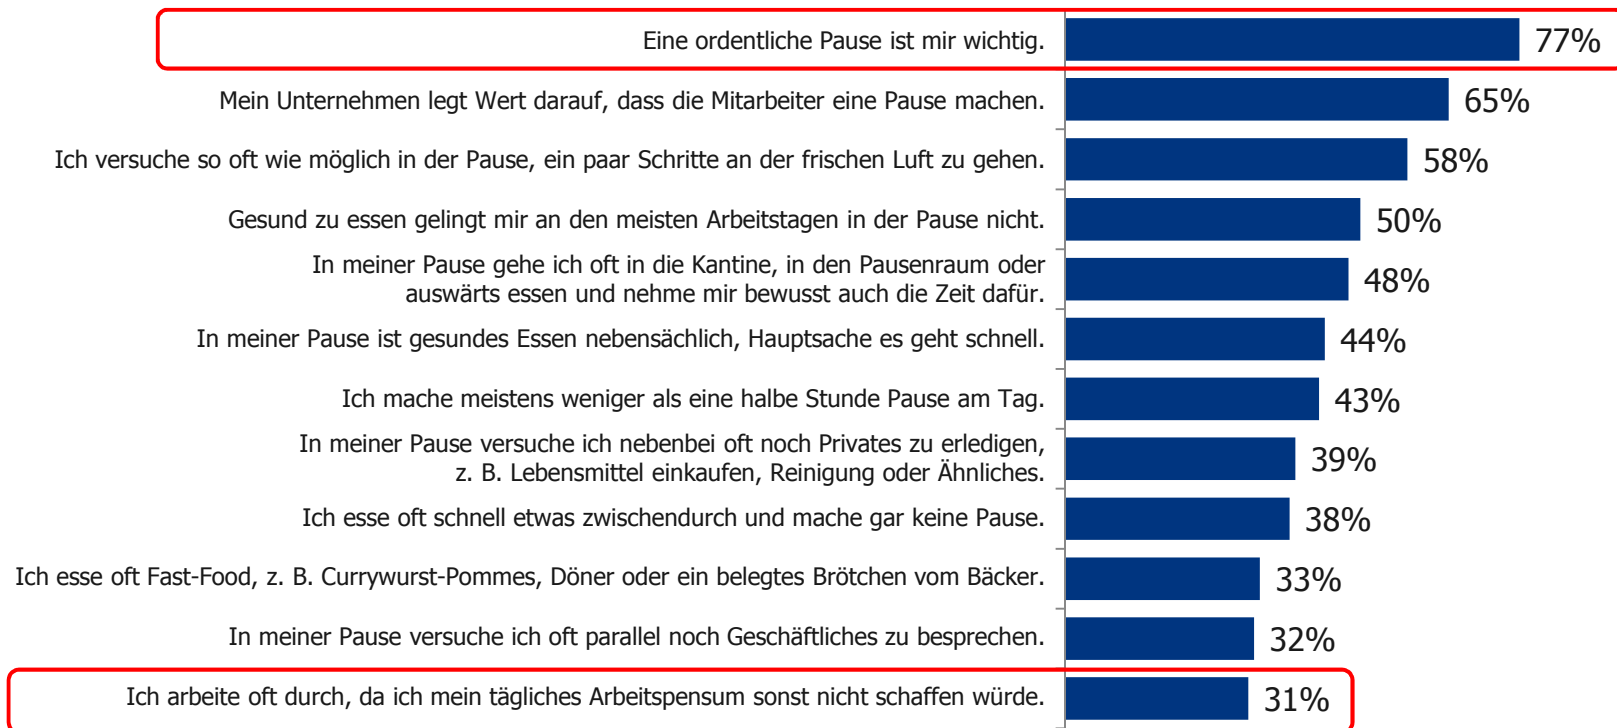 Eine ordentliche Pause ist mir wichtig. 77%
Mein Unternehmen legt Wert darauf, dass die Mitarbeiter eine Pause machen. 65%
Ich versuche so oft wie möglich in der Pause, ein paar Schritte an der frischen Luft zu gehen. 58%
Gesund zu essen gelingt mir an den meisten Arbeitstagen in der Pause nicht. 50%
In meiner Pause gehe ich oft in die Kantine, in den Pausenraum oder
auswärts essen und nehme mir bewusst auch die Zeit dafür. 48%
In meiner Pause ist gesundes Essen nebensächlich, Hauptsache es geht schnell. 44%
Ich mache meistens weniger als eine halbe Stunde Pause am Tag. 43%
In meiner Pause versuche ich nebenbei oft noch Privates zu erledigen,
z. B. Lebensmittel einkaufen, Reinigung oder Ähnliches. 39%
Ich esse oft schnell etwas zwischendurch und mache gar keine Pause. 38%
Ich esse oft Fast-Food, z. B. Currywurst-Pommes, Döner oder ein belegtes Brötchen vom Bäcker. 33%
In meiner Pause versuche ich oft parallel noch Geschäftliches zu besprechen. 32%
Ich arbeite oft durch, da ich mein tägliches Arbeitspensum sonst nicht schaffen würde. 31%